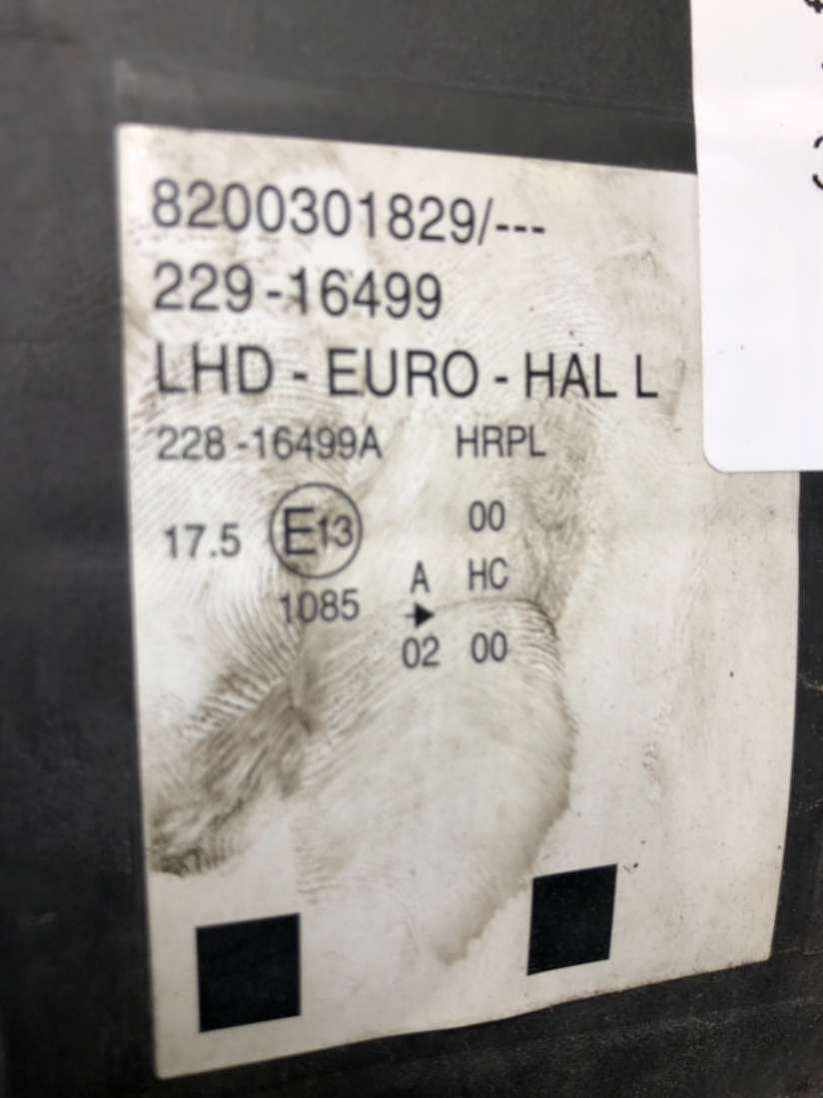 8200301829/---
229-16499
LHD - EURO - HAL L
228-16499A HRPL
17.5 E13 00
1085 A HC
02 00